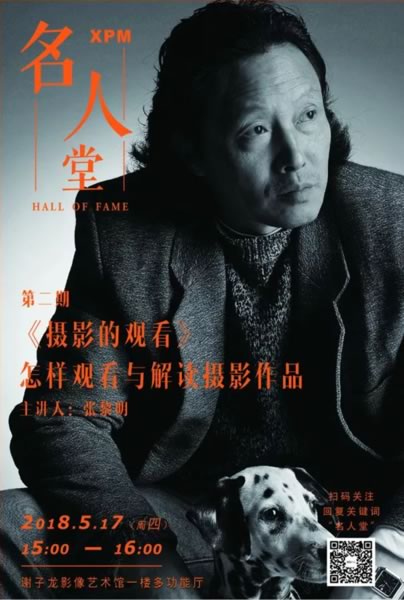 XPM
名人堂
HALL OF FAME
第二期
《摄影的观看》
怎样观看与解读摄影作品
主讲人：张黎明
2018.5.17（周四）
15:00 — 16:00
谢子龙影像艺术馆一楼多功能厅
扫码关注
回复关键词
“名人堂”